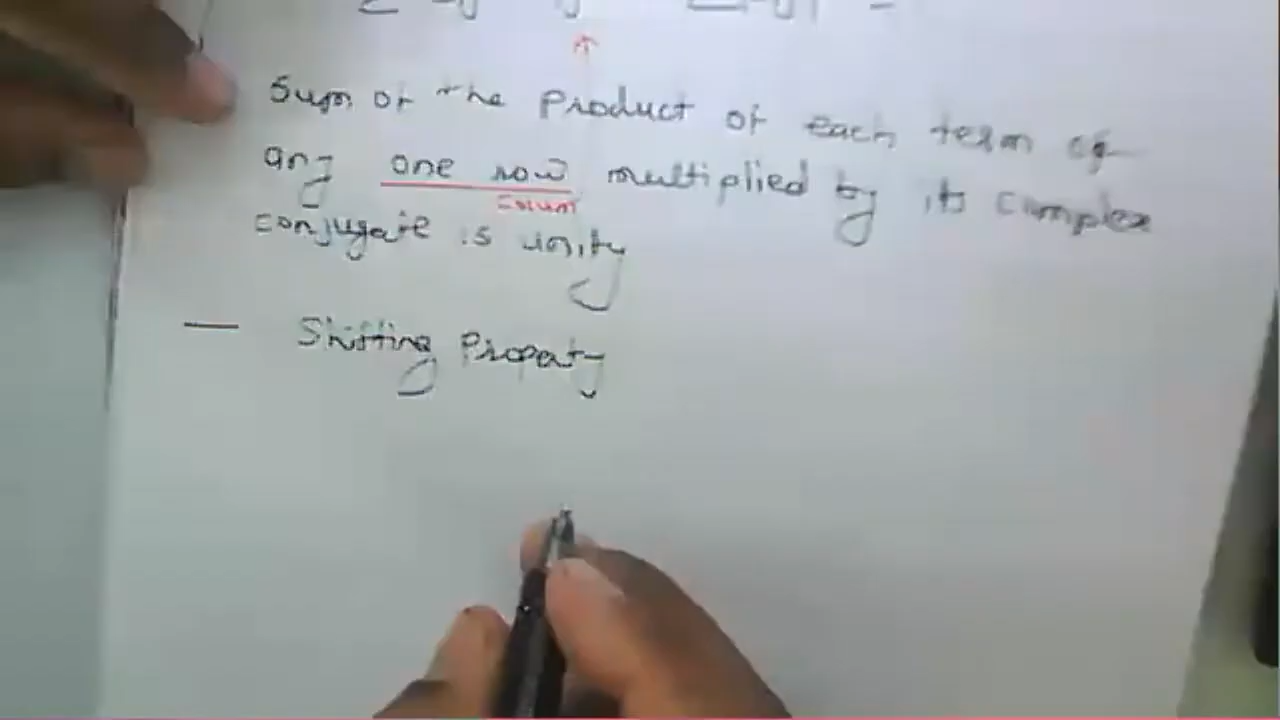 Sum of the Product of each term of
any one row multiplied by its complex
colum
conjugate is unity
— Shifting Property